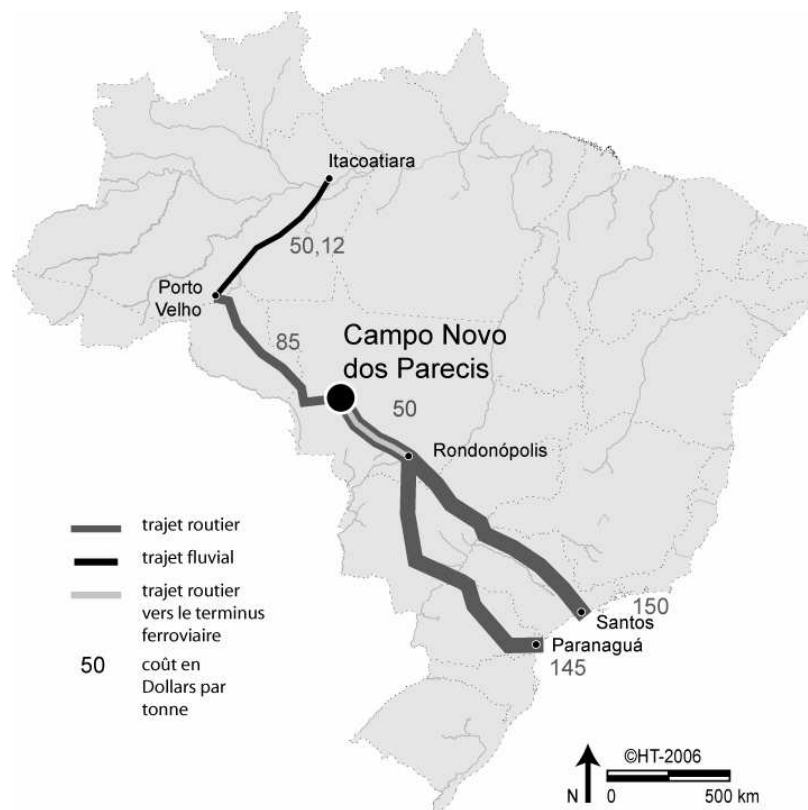 Itacoatiara
50,12
Porto
Velho
85
Campo Novo
dos Parecis
50
Rondonópolis
trajet routier
trajet fluvial
trajet routier
vers le terminus
ferroviaire
50
coût en
Dollars par
tonne
150
Santos
Paranaguá
145
©HT-2006
N
0 500 km